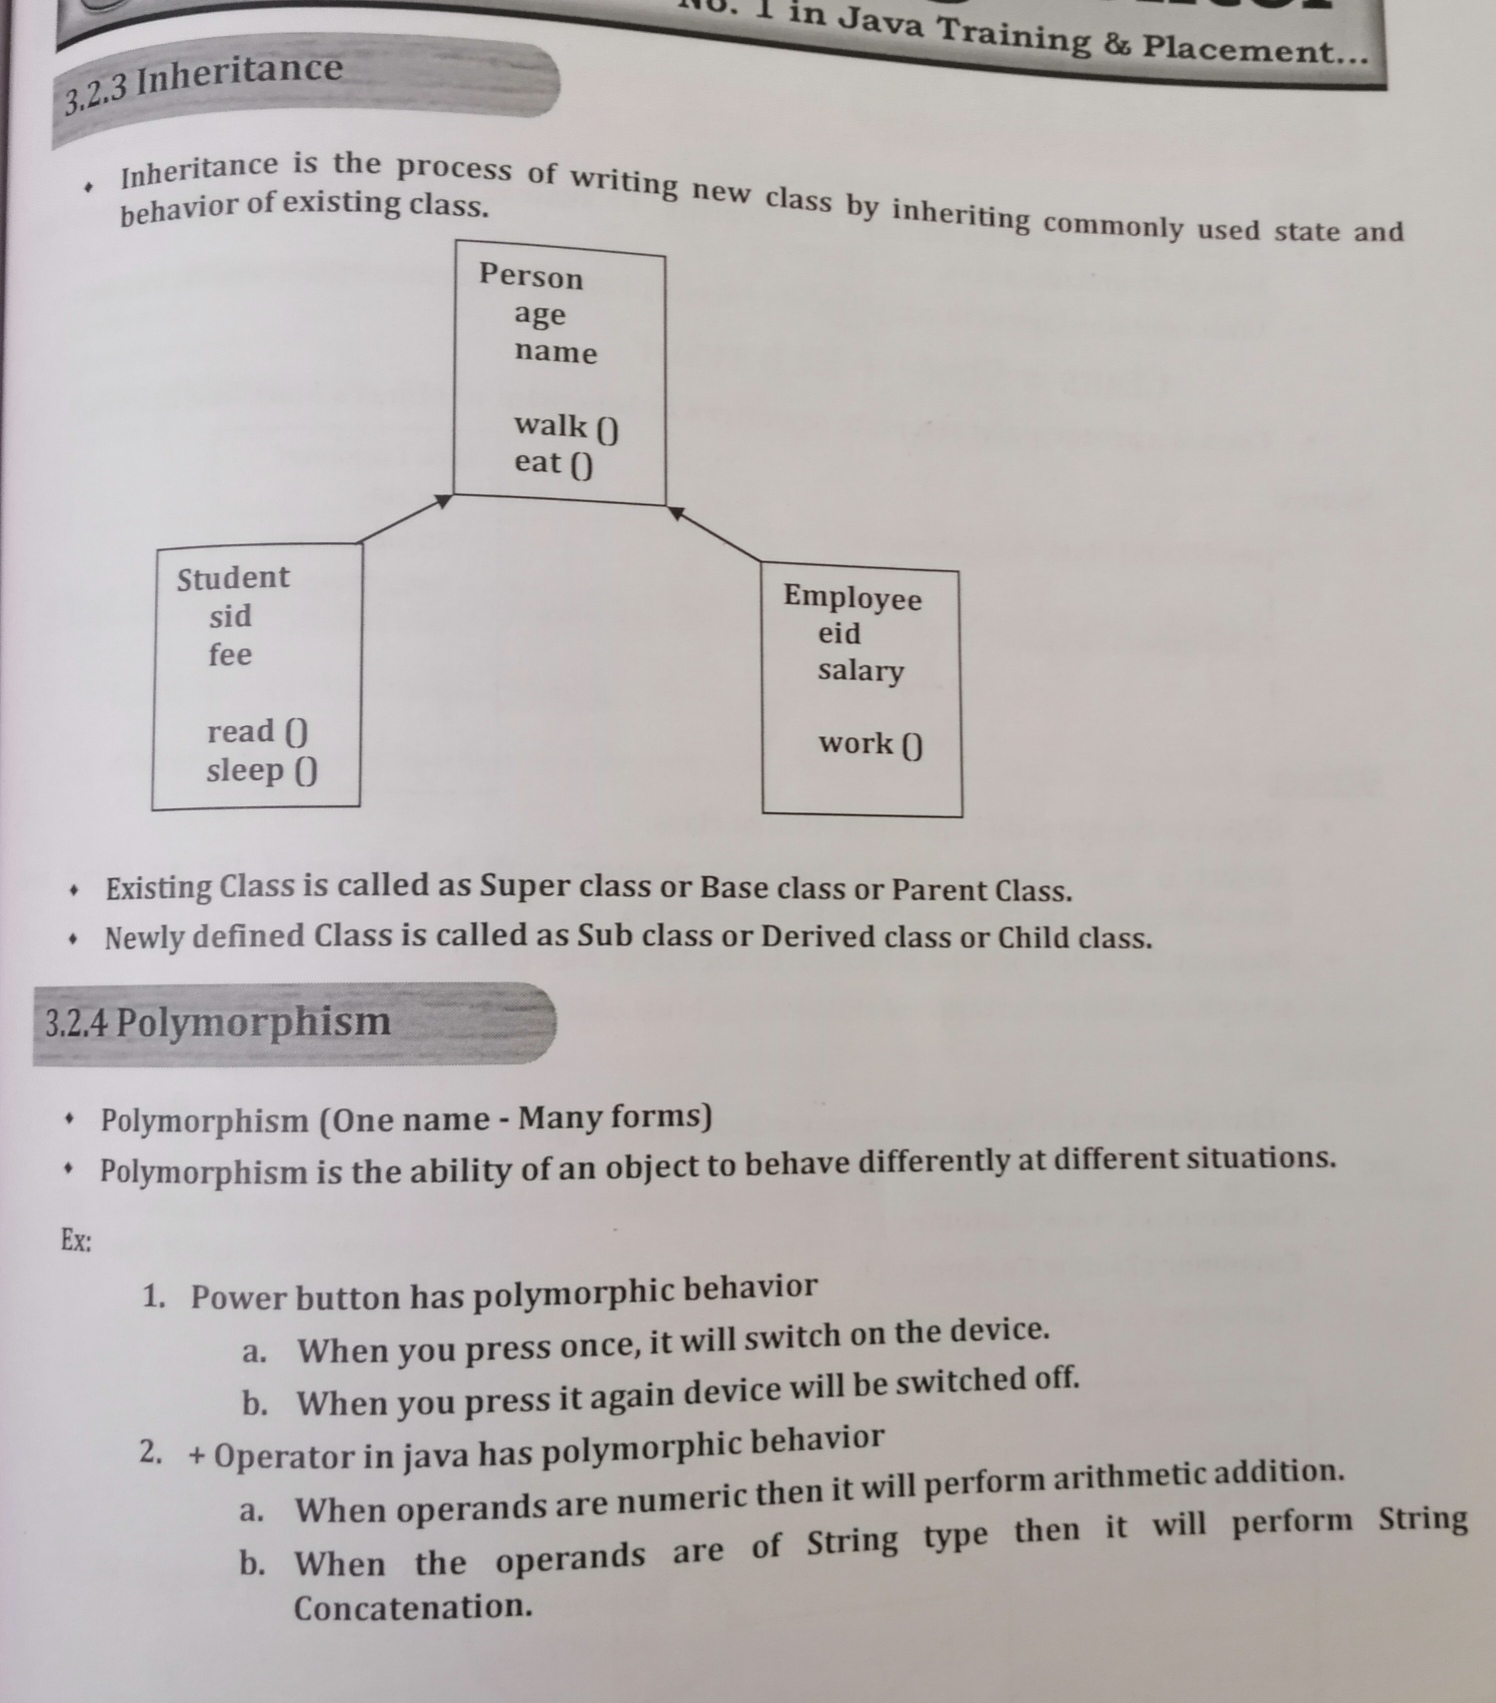 No. 1 in Java Training & Placement...
3.2.3 Inheritance
Inheritance is the process of writing new class by inheriting commonly used state and
behavior of existing class.
Person
age
name
walk ()
eat ()
Student
sid
fee
read ()
sleep ()
Employee
eid
salary
work ()
Existing Class is called as Super class or Base class or Parent Class.
Newly defined Class is called as Sub class or Derived class or Child class.
3.2.4 Polymorphism
Polymorphism (One name - Many forms)
Polymorphism is the ability of an object to behave differently at different situations.
Ex:
1. Power button has polymorphic behavior
a. When you press once, it will switch on the device.
b. When you press it again device will be switched off.
2. + Operator in java has polymorphic behavior
a. When operands are numeric then it will perform arithmetic addition.
b. When the operands are of String type then it will perform String
Concatenation.